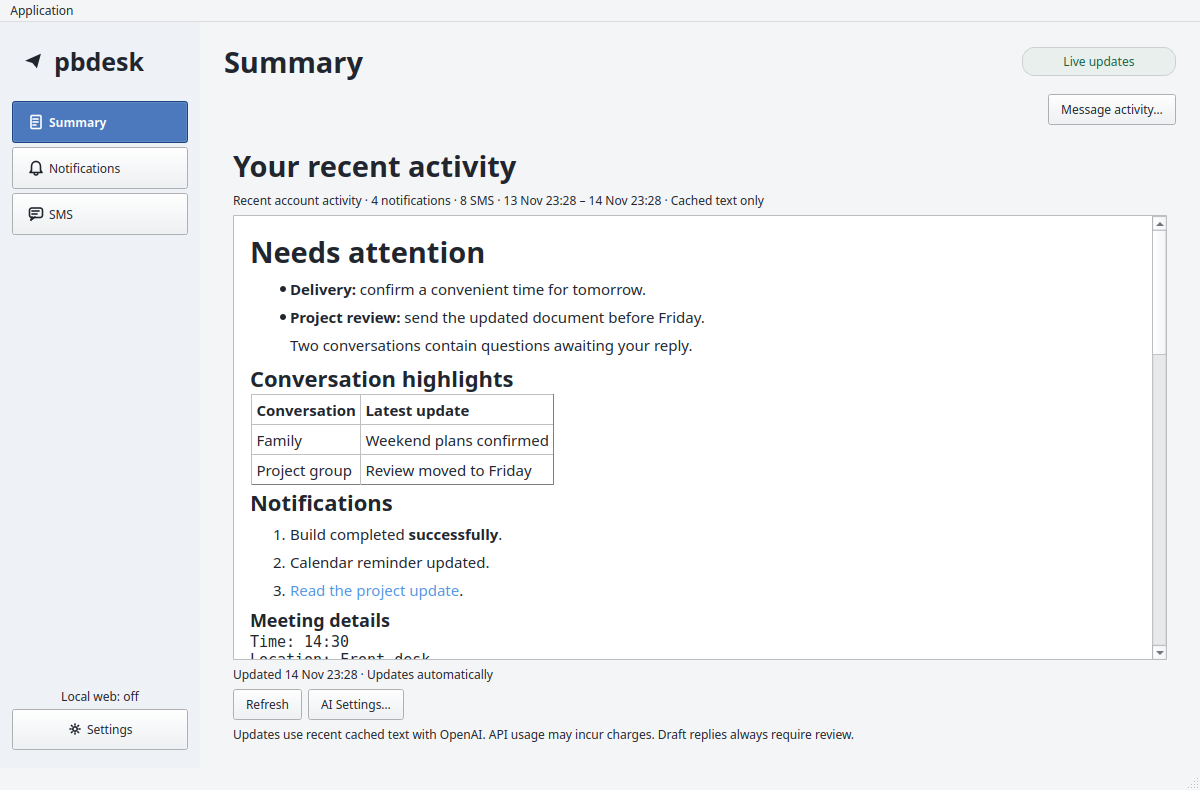 Application
pbdesk
Summary
Notifications
SMS
Local web: off
Settings
Summary
Live updates
Message activity...
Your recent activity
Recent account activity · 4 notifications · 8 SMS · 13 Nov 23:28 – 14 Nov 23:28 · Cached text only
Needs attention
• Delivery: confirm a convenient time for tomorrow.
• Project review: send the updated document before Friday.
Two conversations contain questions awaiting your reply.
Conversation highlights
Conversation Latest update
Family Weekend plans confirmed
Project group Review moved to Friday
Notifications
1. Build completed successfully.
2. Calendar reminder updated.
3. Read the project update.
Meeting details
Time: 14:30
Location: Front desk
Updated 14 Nov 23:28 · Updates automatically
Refresh AI Settings...
Updates use recent cached text with OpenAI. API usage may incur charges. Draft replies always require review.